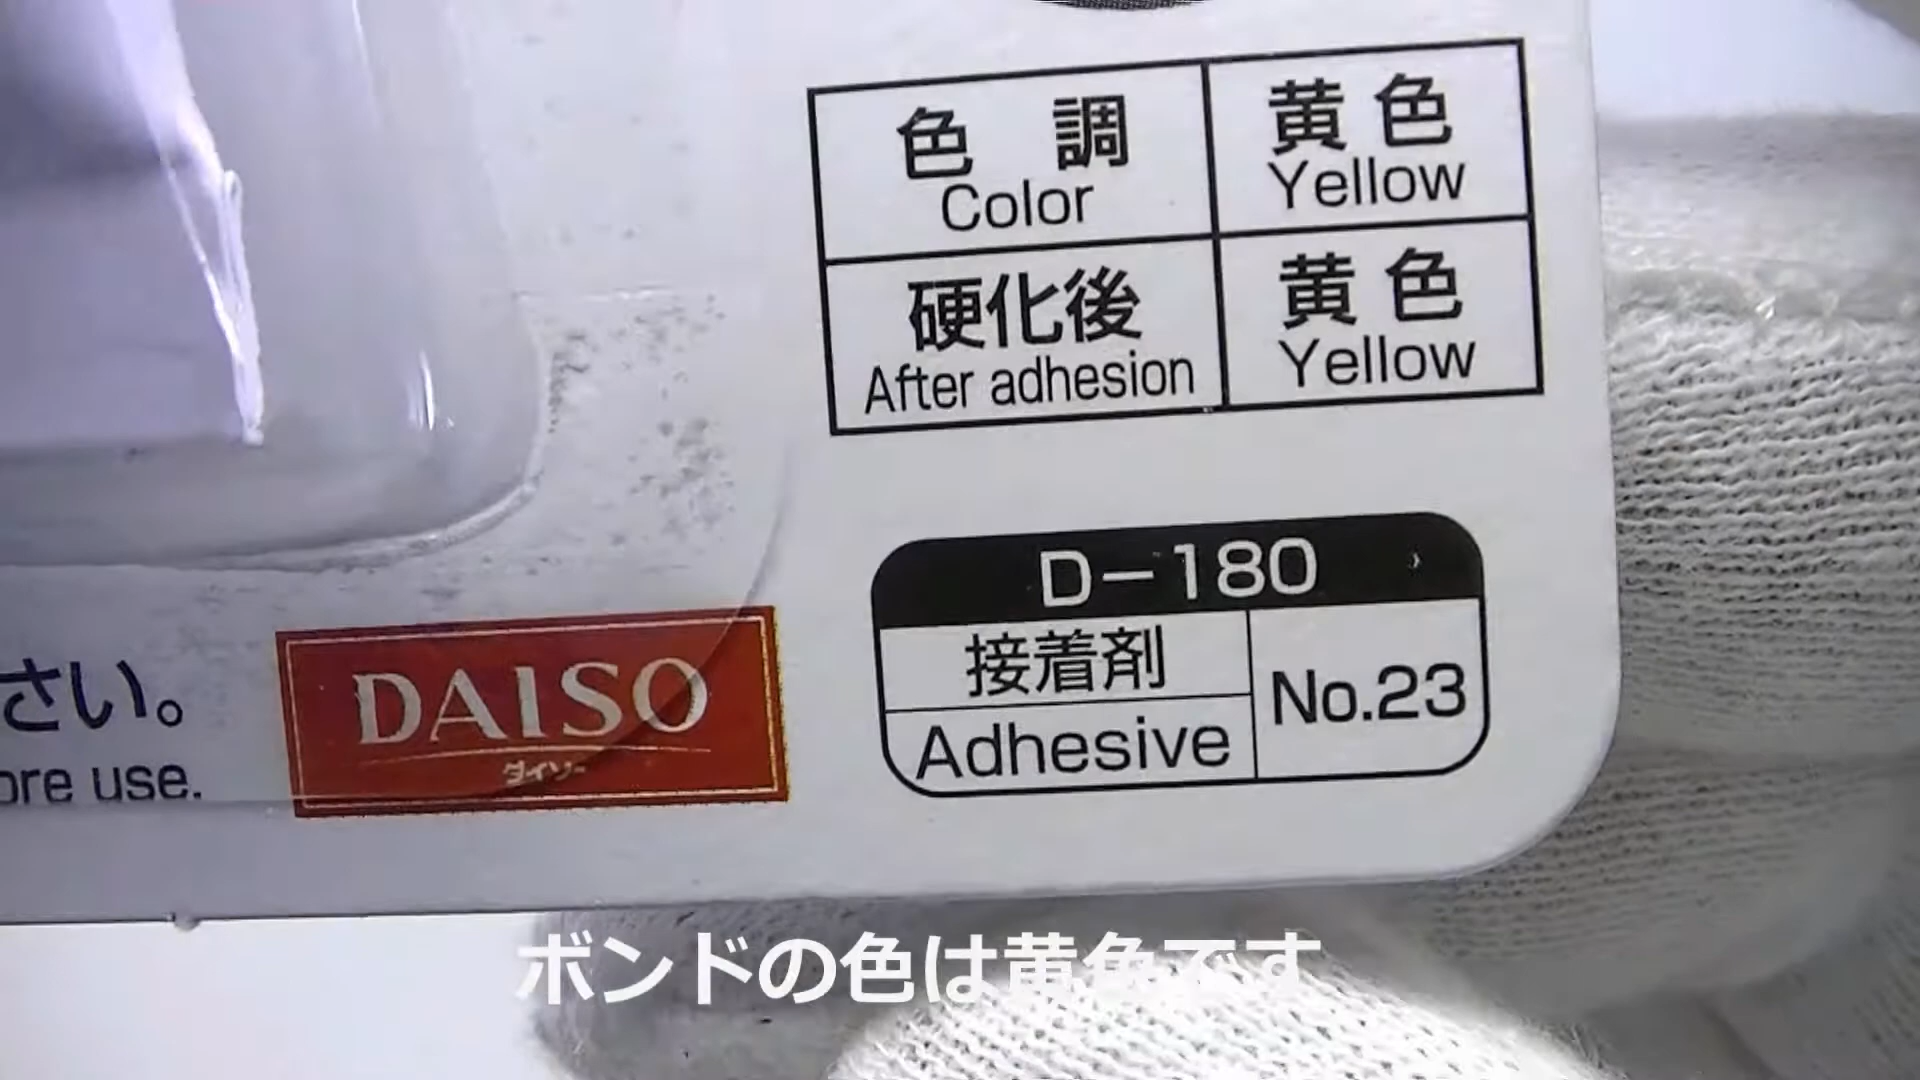 色調 黄色
Color Yellow
硬化後 黄色
After adhesion Yellow
D-180
接着剤
Adhesive
No.23
さい。
ore use.
DAISO
ダイソー
ボンドの色は黄色です